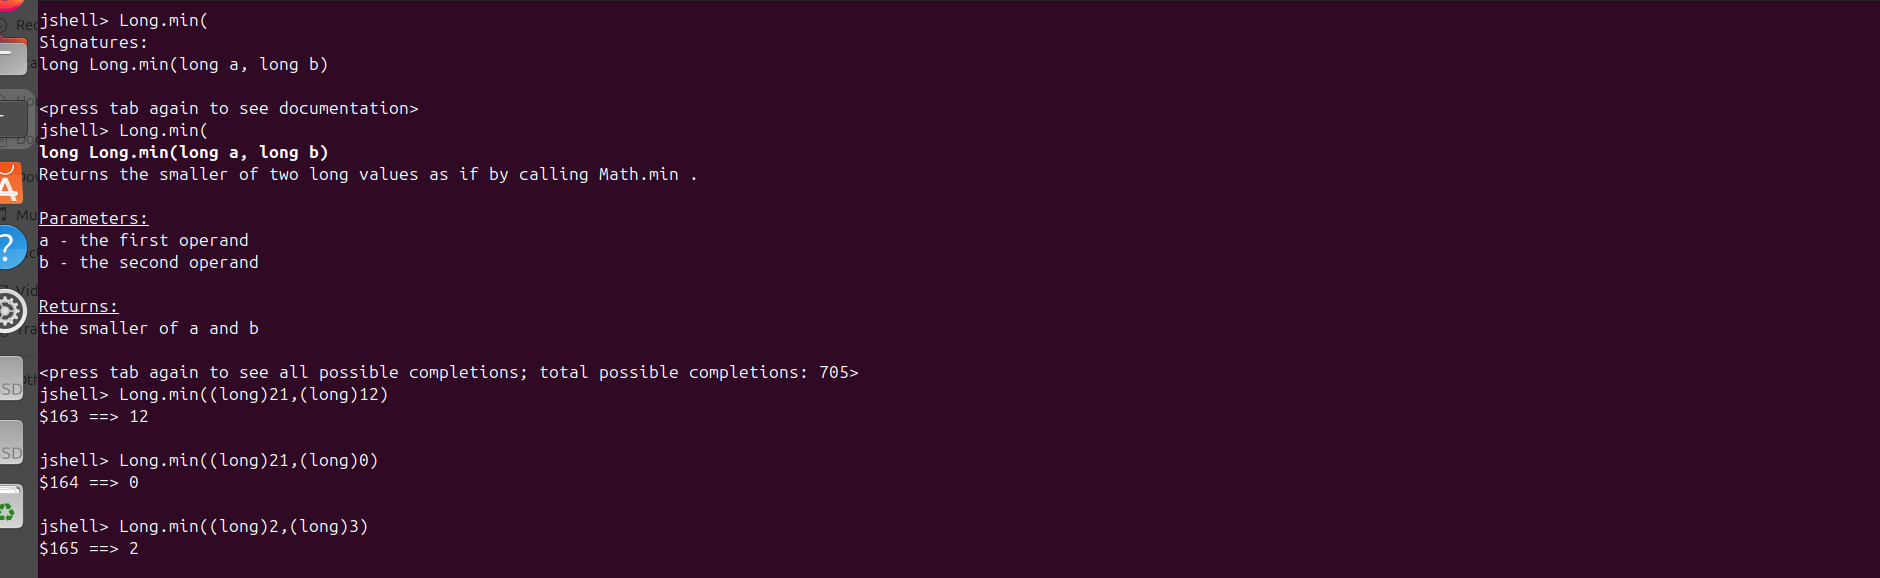 jshell> Long.min(
Signatures:
long Long.min(long a, long b)
<press tab again to see documentation>
jshell> Long.min(
long Long.min(long a, long b)
Returns the smaller of two long values as if by calling Math.min .
Parameters:
a - the first operand
b - the second operand
Returns:
the smaller of a and b
<press tab again to see all possible completions; total possible completions: 705>
jshell> Long.min((long)21,(long)12)
$163 ==> 12
jshell> Long.min((long)21,(long)0)
$164 ==> 0
jshell> Long.min((long)2,(long)3)
$165 ==> 2